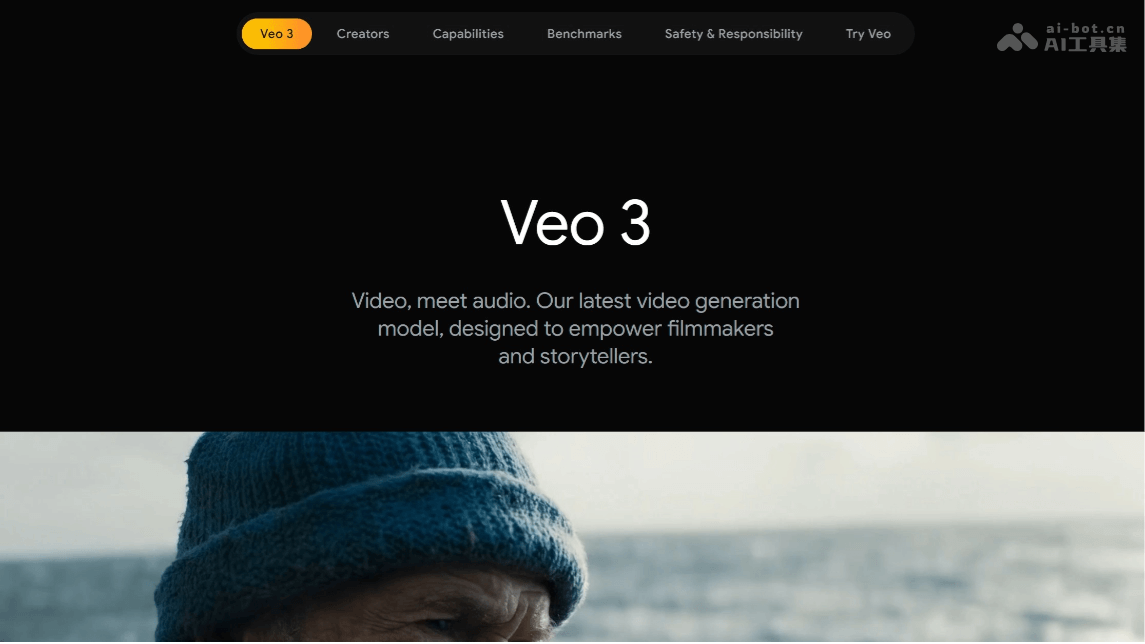 Veo 3
Creators
Capabilities
Benchmarks
Safety & Responsibility
Try Veo
ai-bot.cn
AI工具集
Veo 3
Video, meet audio. Our latest video generation
model, designed to empower filmmakers
and storytellers.